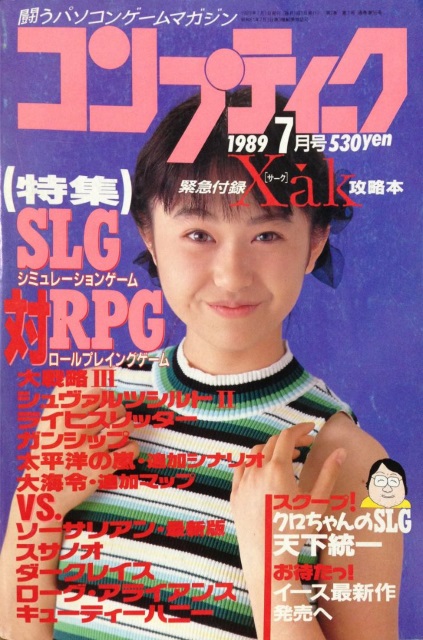 闘うパソコンゲームマガジン
コンプティーク
1989 7月号 530yen
緊急付録 Xak [サーク] 攻略本
(特集)
SLG
シミュレーションゲーム
対RPG
ロールプレイングゲーム
大戦略III
シュヴァルツシルトII
ライヒスリッター
ガンシップ
太平洋の嵐・追加シナリオ
大海令・追加マップ
VS.
ソーサリアン・最新版
スサノオ
ダークレイス
ローグ・アライアンス
キューティーハニー
スクープ!
クロちゃんのSLG
天下統一
お待たっ!
イース最新作
発売へ